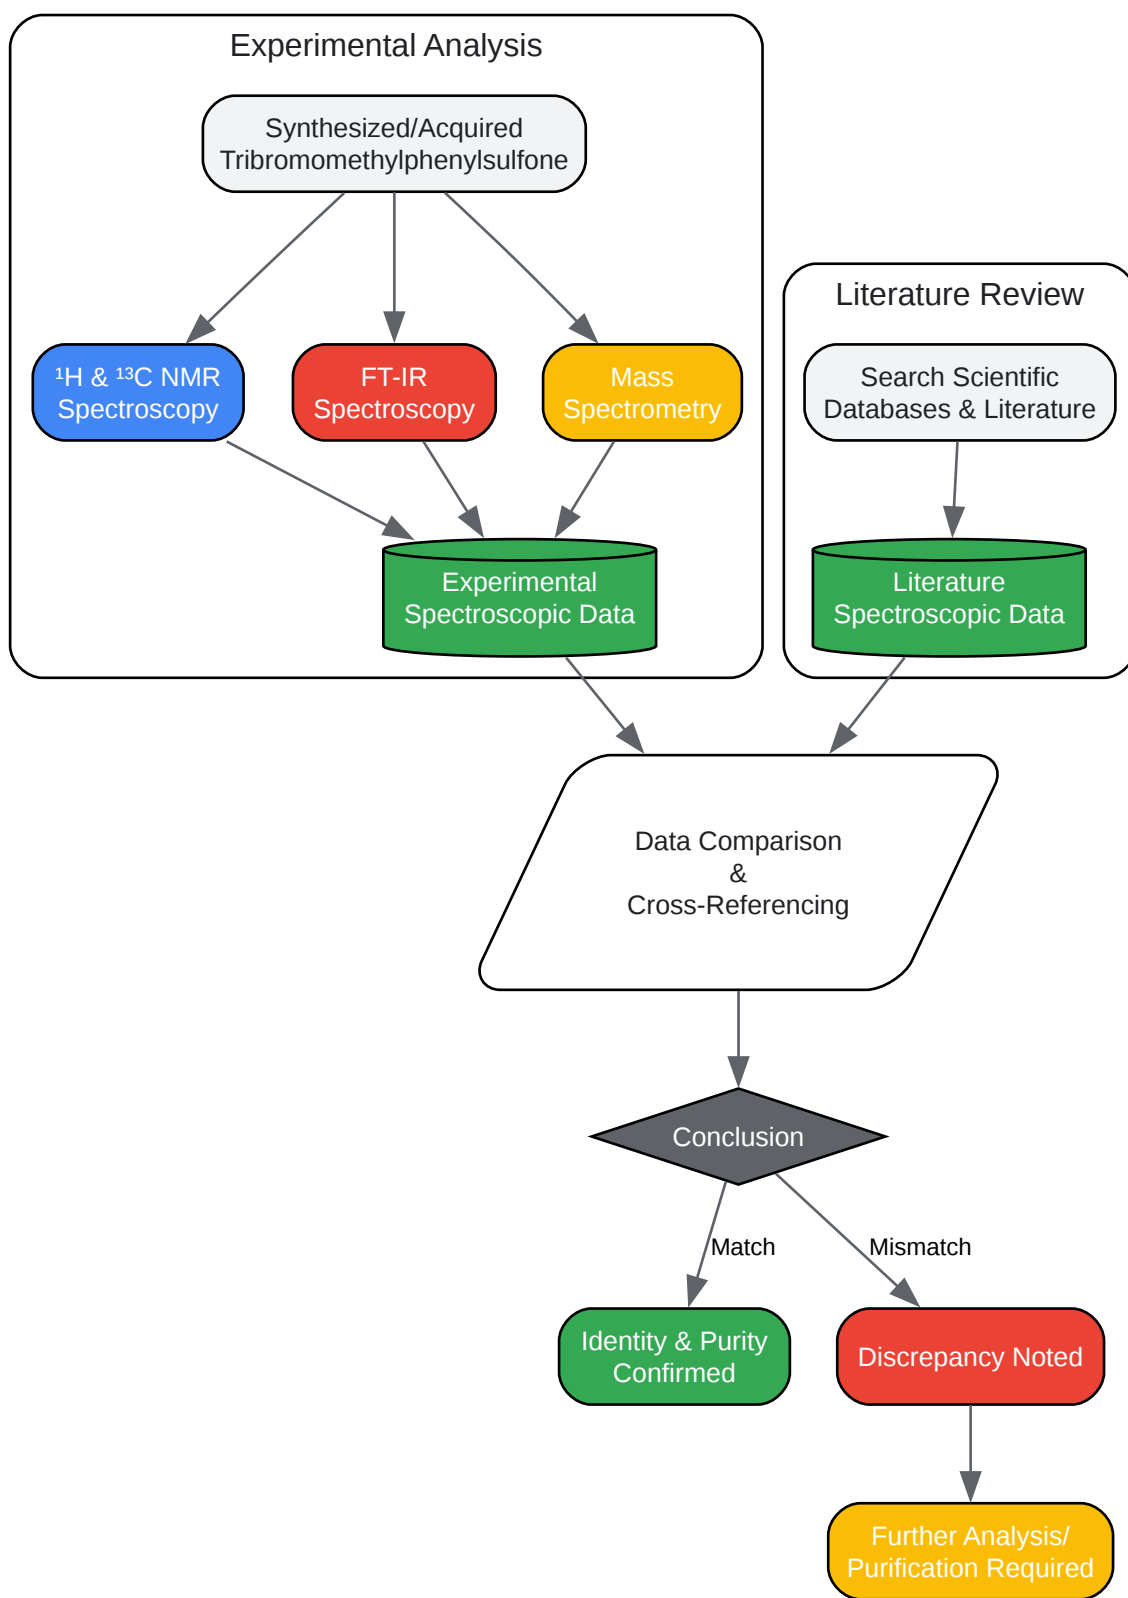 Experimental Analysis
Synthesized/Acquired
Tribromomethylphenylsulfone
¹H & ¹³C NMR
Spectroscopy
FT-IR
Spectroscopy
Mass
Spectrometry
Experimental
Spectroscopic Data
Literature Review
Search Scientific
Databases & Literature
Literature
Spectroscopic Data
Data Comparison
&
Cross-Referencing
Conclusion
Match
Mismatch
Identity & Purity
Confirmed
Discrepancy Noted
Further Analysis/
Purification Required